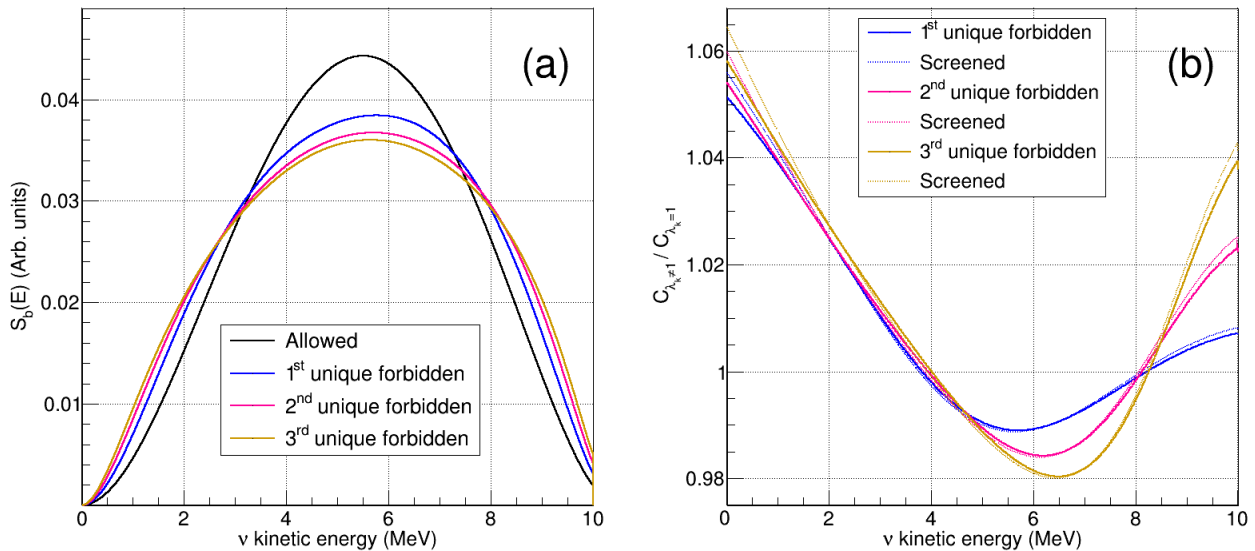 (a)
S_b(E) (Arb. units)
0.04
0.03
0.02
0.01
Allowed
1st unique forbidden
2nd unique forbidden
3rd unique forbidden
0 2 4 6 8 10
ν kinetic energy (MeV)
(b)
C_{λ_k≠1} / C_{λ_k=1}
1.06
1.04
1.02
1
0.98
1st unique forbidden
Screened
2nd unique forbidden
Screened
3rd unique forbidden
Screened
0 2 4 6 8 10
ν kinetic energy (MeV)